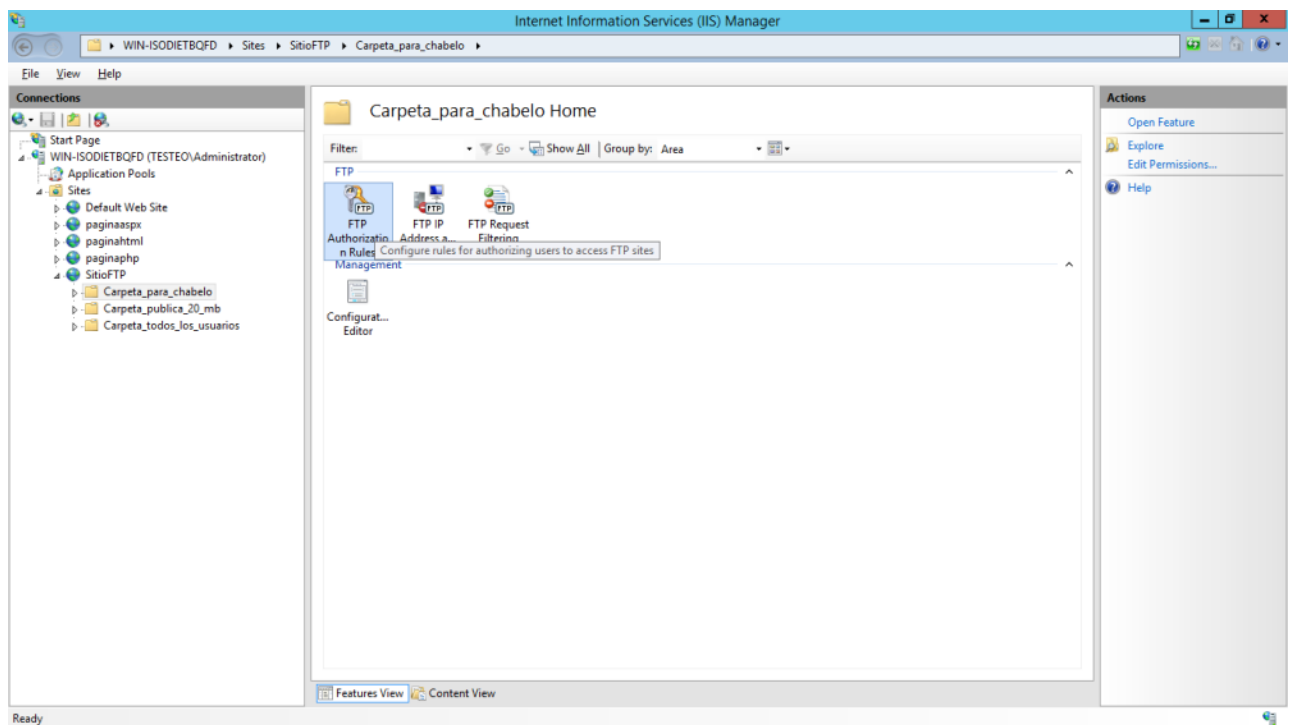 Internet Information Services (IIS) Manager
WIN-ISODIETBQFD Sites SitioFTP Carpeta_para_chabelo
File View Help
Connections
Start Page
WIN-ISODIETBQFD (TESTEO\Administrator)
Application Pools
Sites
Default Web Site
paginaaspx
paginahtml
paginaphp
SitioFTP
Carpeta_para_chabelo
Carpeta_publica_20_mb
Carpeta_todos_los_usuarios
Carpeta_para_chabelo Home
Filter: Go Show All Group by: Area
FTP
FTP
Authorizatio
n Rules
FTP IP
Address a...
FTP Request
Filtering
Configure rules for authorizing users to access FTP sites
Management
Configurat...
Editor
Features View Content View
Actions
Open Feature
Explore
Edit Permissions...
Help
Ready